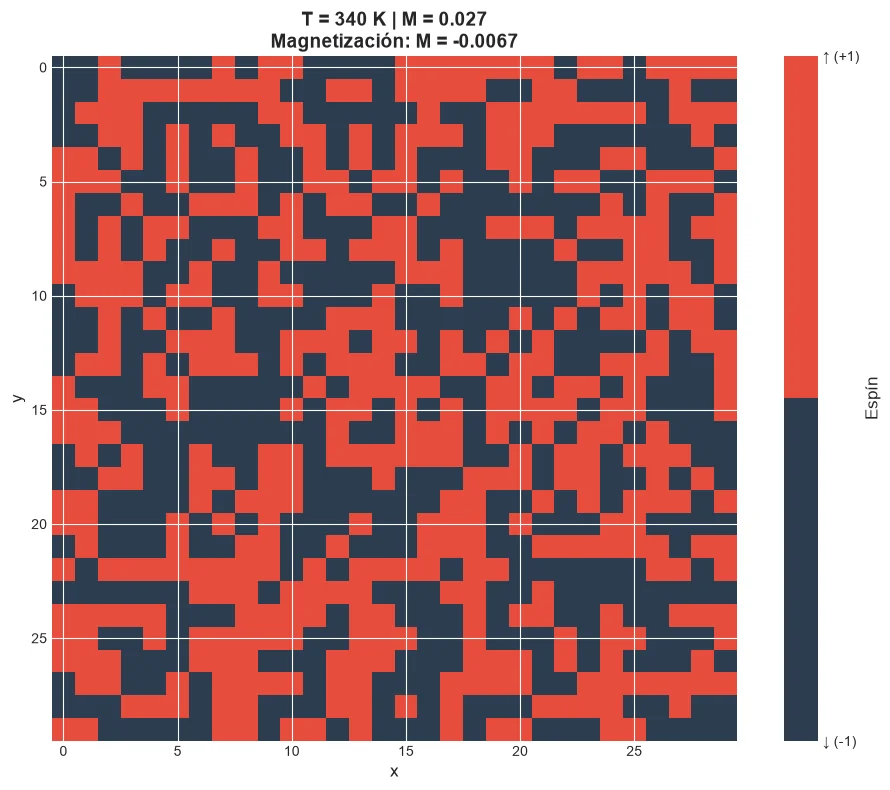 T = 340 K | M = 0.027
Magnetización: M = -0.0067
↑ (+1)
0
5
10
15
20
25
y
Espín
0 5 10 15 20 25
↓ (-1)
x